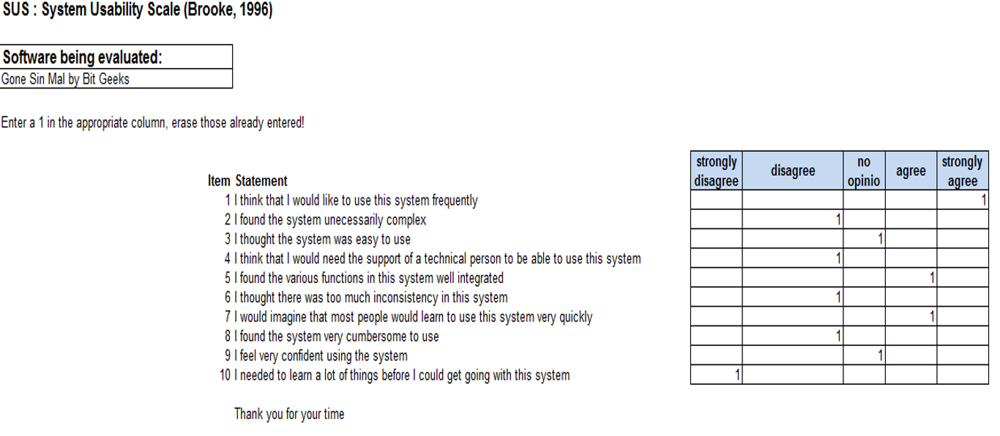 SUS : System Usability Scale (Brooke, 1996)
Software being evaluated:
Gone Sin Mal by Bit Geeks
Enter a 1 in the appropriate column, erase those already entered!
Item Statement strongly disagree disagree no opinio agree strongly agree
1 I think that I would like to use this system frequently 1
2 I found the system unecessarily complex 1
3 I thought the system was easy to use 1
4 I think that I would need the support of a technical person to be able to use this system 1
5 I found the various functions in this system well integrated 1
6 I thought there was too much inconsistency in this system 1
7 I would imagine that most people would learn to use this system very quickly 1
8 I found the system very cumbersome to use 1
9 I feel very confident using the system 1
10 I needed to learn a lot of things before I could get going with this system 1
Thank you for your time